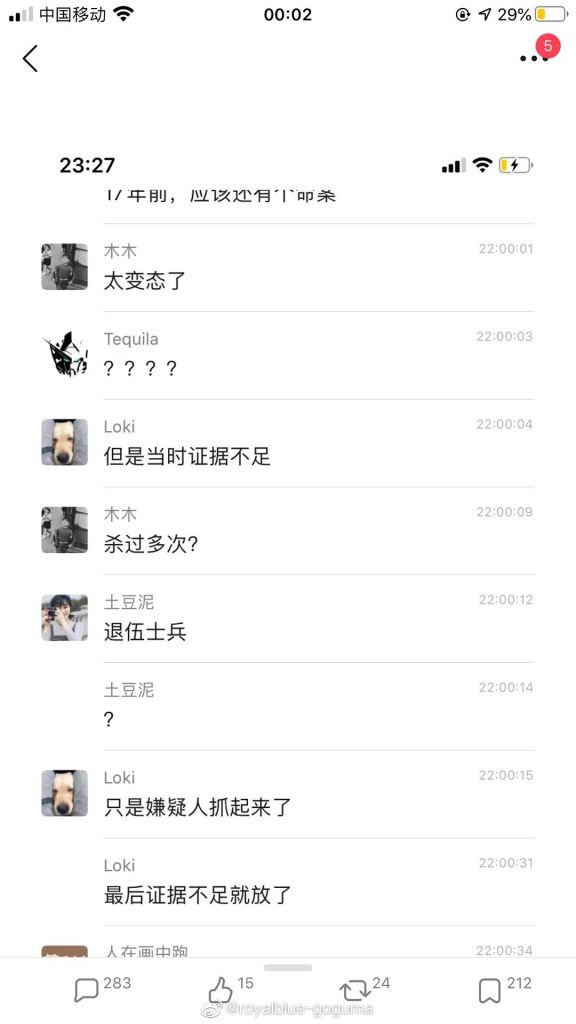 中国移动
00:02
29%
5
23:27
17年前，应该还有个命案
木木
22:00:01
太变态了
Tequila
22:00:03
？？？？
Loki
22:00:04
但是当时证据不足
木木
22:00:09
杀过多次?
土豆泥
22:00:12
退伍士兵
土豆泥
22:00:14
?
Loki
22:00:15
只是嫌疑人抓起来了
Loki
22:00:31
最后证据不足就放了
人在画中跑
22:00:34
283
15
24
212
@royalblue-goguma